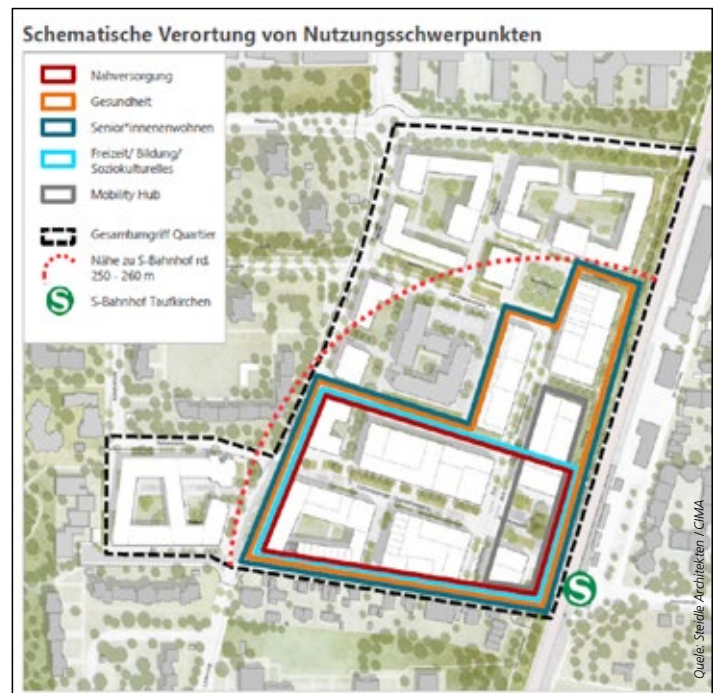 Schematische Verortung von Nutzungsschwerpunkten
Nahversorgung
Gesundheit
Senior*innenenwohnen
Freizeit/ Bildung/
Soziokulturelles
Mobility Hub
Gesamtumgriff Quartier
Nähe zu S-Bahnhof rd.
250 - 260 m
S
S-Bahnhof Taufkirchen
S
Quelle: Steidle Architekten / CIMA